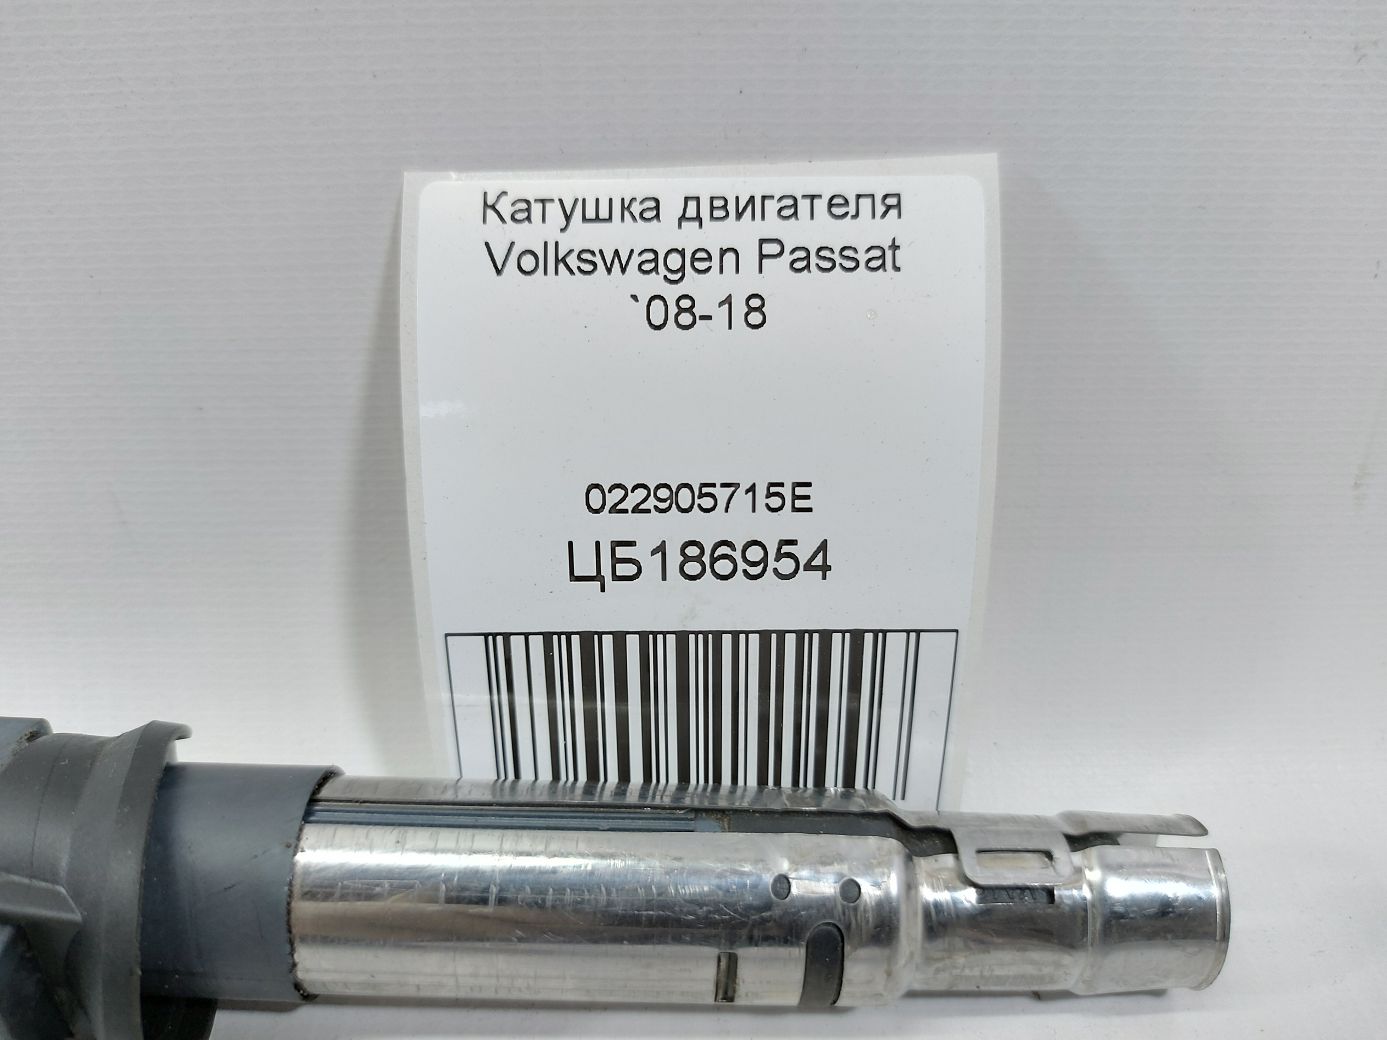 Катушка двигателя
Volkswagen Passat
`08-18
022905715E
ЦБ186954